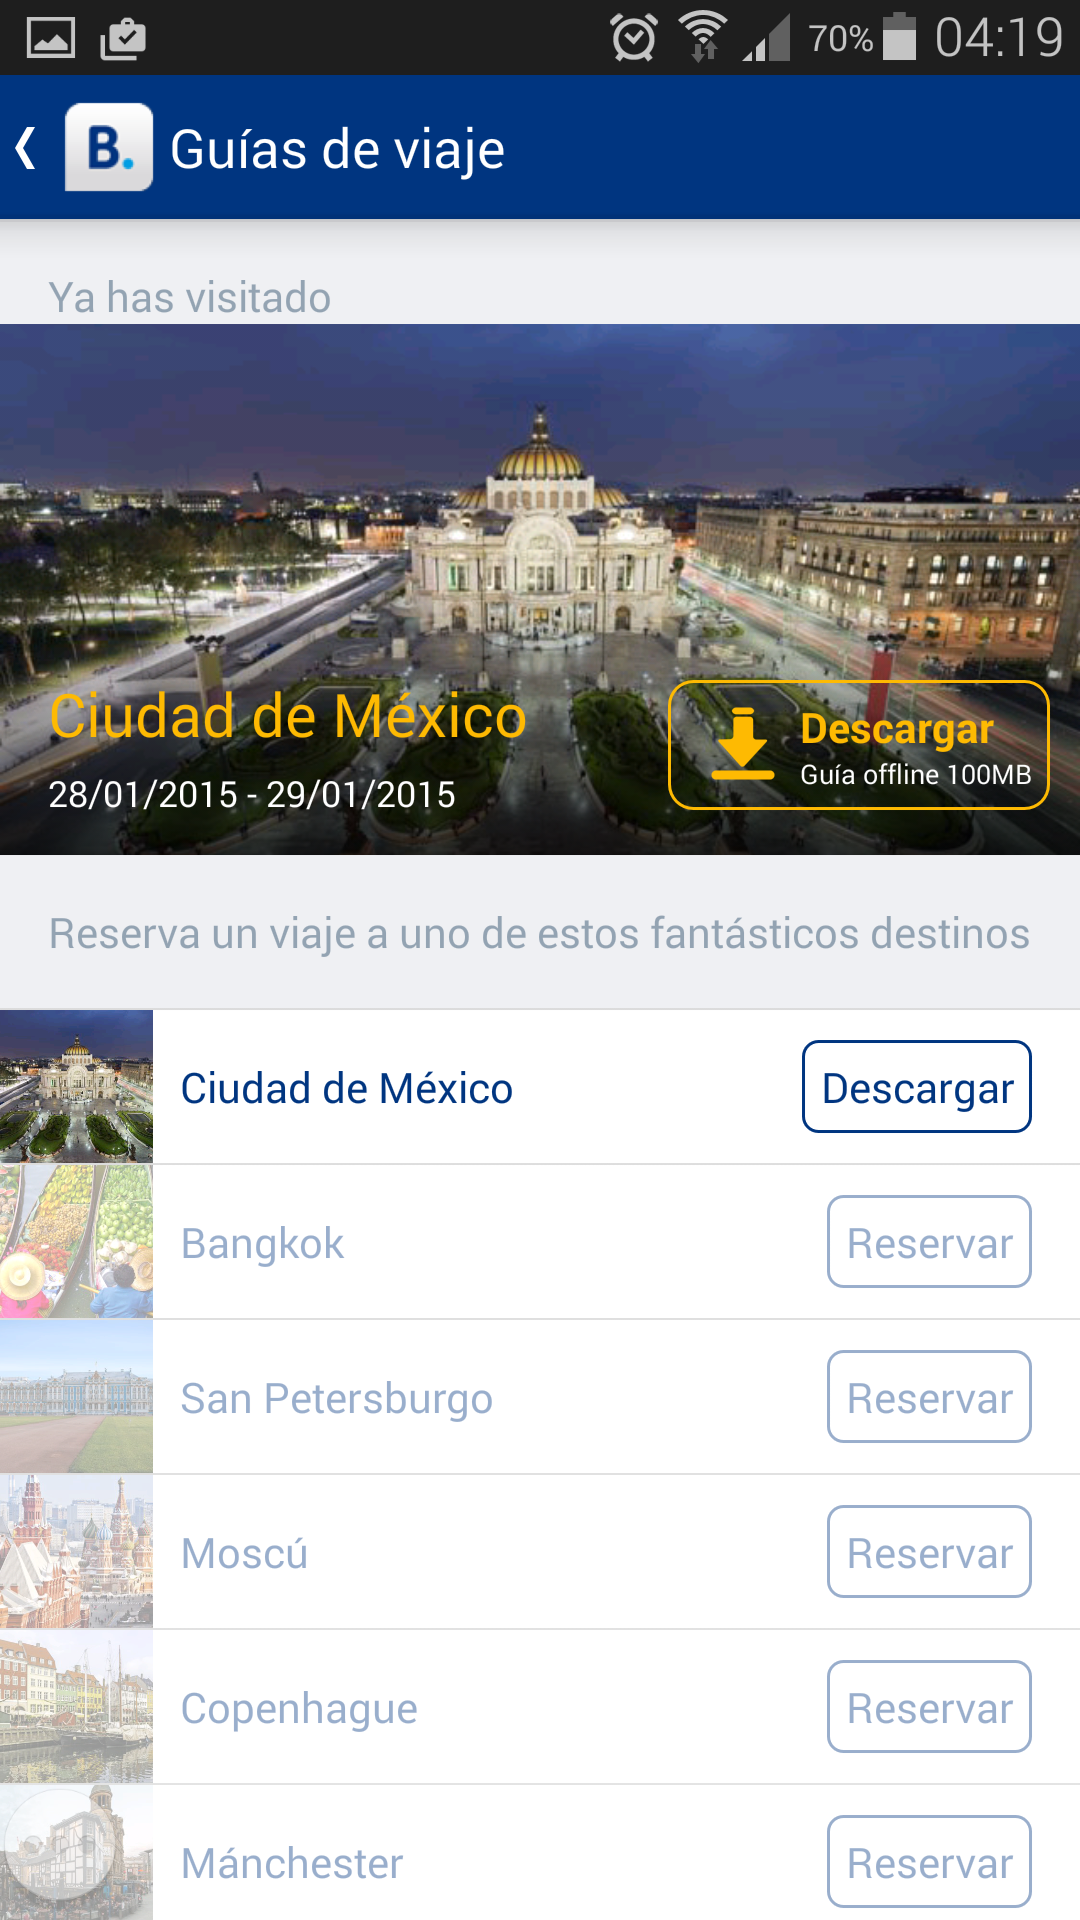 70% 04:19
B. Guías de viaje
Ya has visitado
Ciudad de México
28/01/2015 - 29/01/2015
Descargar
Guía offline 100MB
Reserva un viaje a uno de estos fantásticos destinos
Ciudad de México Descargar
Bangkok Reservar
San Petersburgo Reservar
Moscú Reservar
Copenhague Reservar
Mánchester Reservar